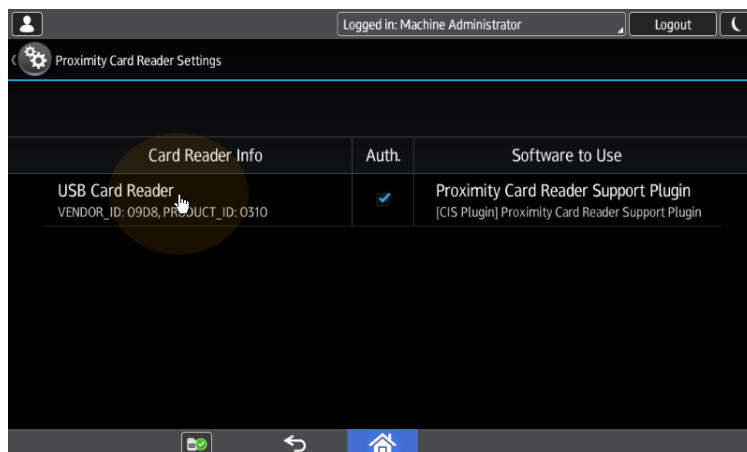 Logged in: Machine Administrator
Logout
Proximity Card Reader Settings
Card Reader Info
Auth.
Software to Use
USB Card Reader
VENDOR_ID: 09D8, PRODUCT_ID: 0310
Proximity Card Reader Support Plugin
[CIS Plugin] Proximity Card Reader Support Plugin
SD